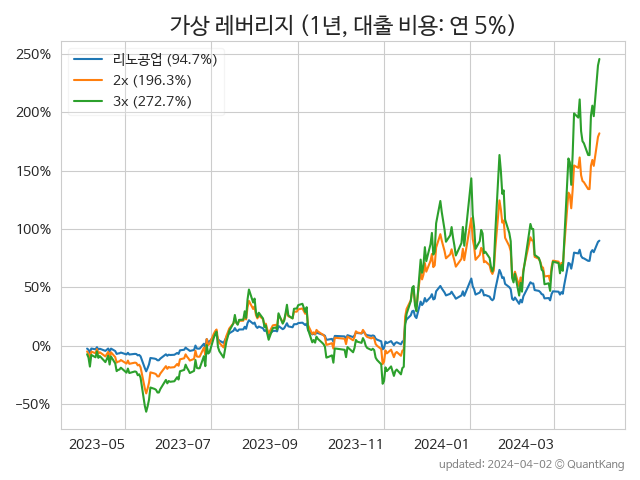 가상 레버리지 (1년, 대출 비용: 연 5%)
리노공업 (94.7%)
2x (196.3%)
3x (272.7%)
250%
200%
150%
100%
50%
0%
−50%
2023-05
2023-07
2023-09
2023-11
2024-01
2024-03
updated: 2024-04-02 © QuantKang